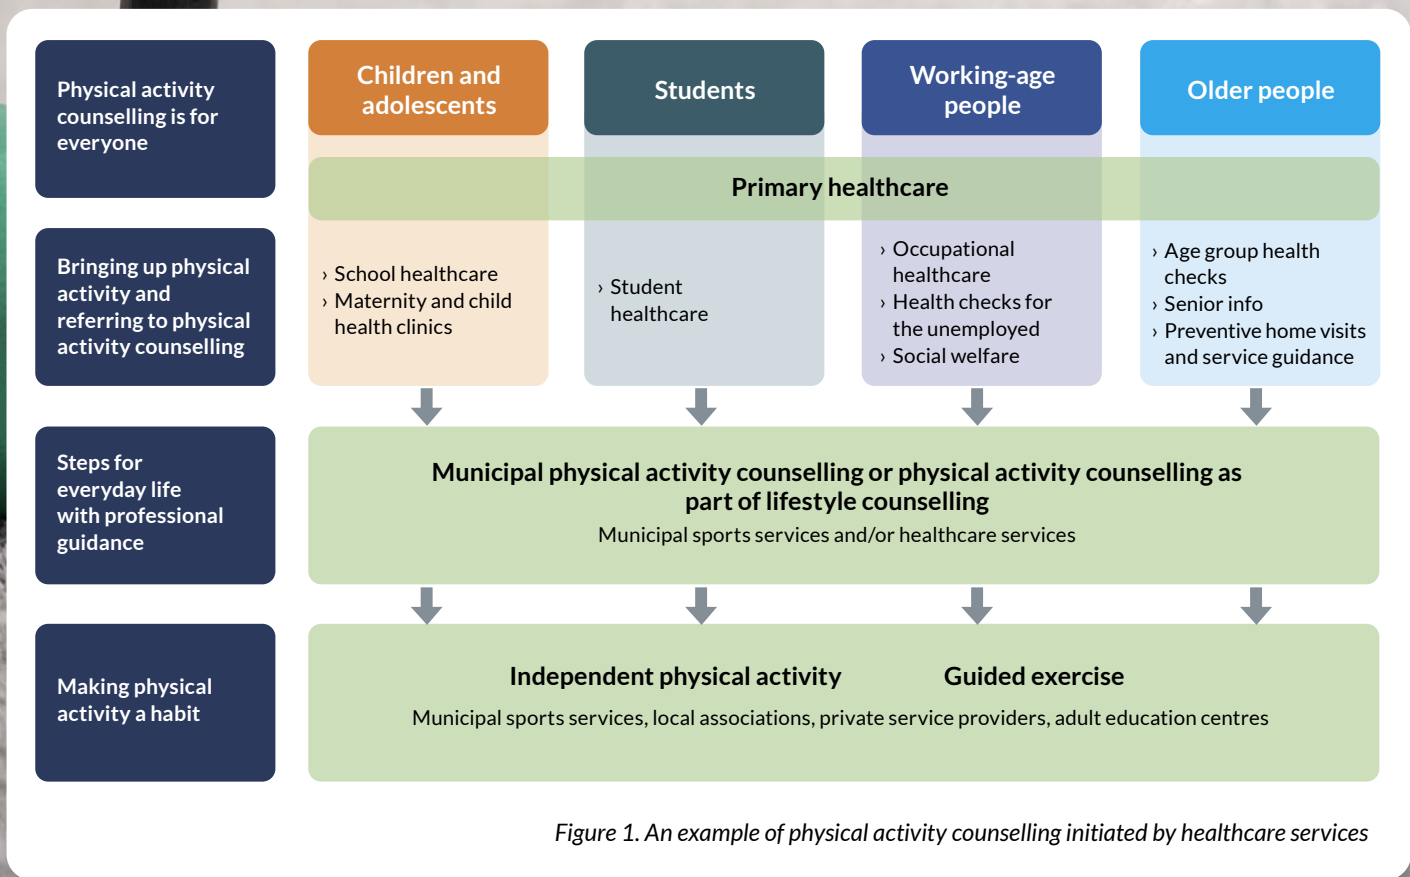 Physical activity
counselling is for
everyone
Children and
adolescents
Students
Working-age
people
Older people
Primary healthcare
Bringing up physical
activity and
referring to physical
activity counselling
› School healthcare
› Maternity and child
health clinics
› Student
healthcare
› Occupational
healthcare
› Health checks for
the unemployed
› Social welfare
› Age group health
checks
› Senior info
› Preventive home visits
and service guidance
Steps for
everyday life
with professional
guidance
Municipal physical activity counselling or physical activity counselling as
part of lifestyle counselling
Municipal sports services and/or healthcare services
Making physical
activity a habit
Independent physical activity
Guided exercise
Municipal sports services, local associations, private service providers, adult education centres
Figure 1. An example of physical activity counselling initiated by healthcare services